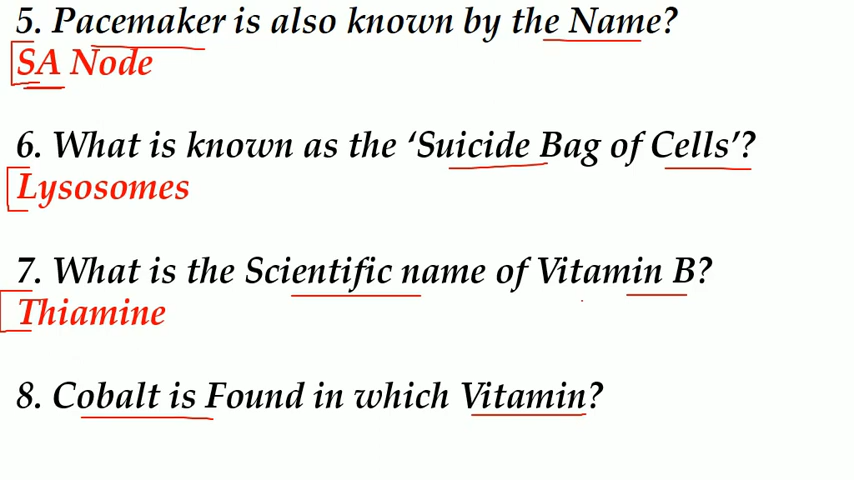 5. Pacemaker is also known by the Name?
SA Node
6. What is known as the ‘Suicide Bag of Cells’?
Lysosomes
7. What is the Scientific name of Vitamin B?
Thiamine
8. Cobalt is Found in which Vitamin?